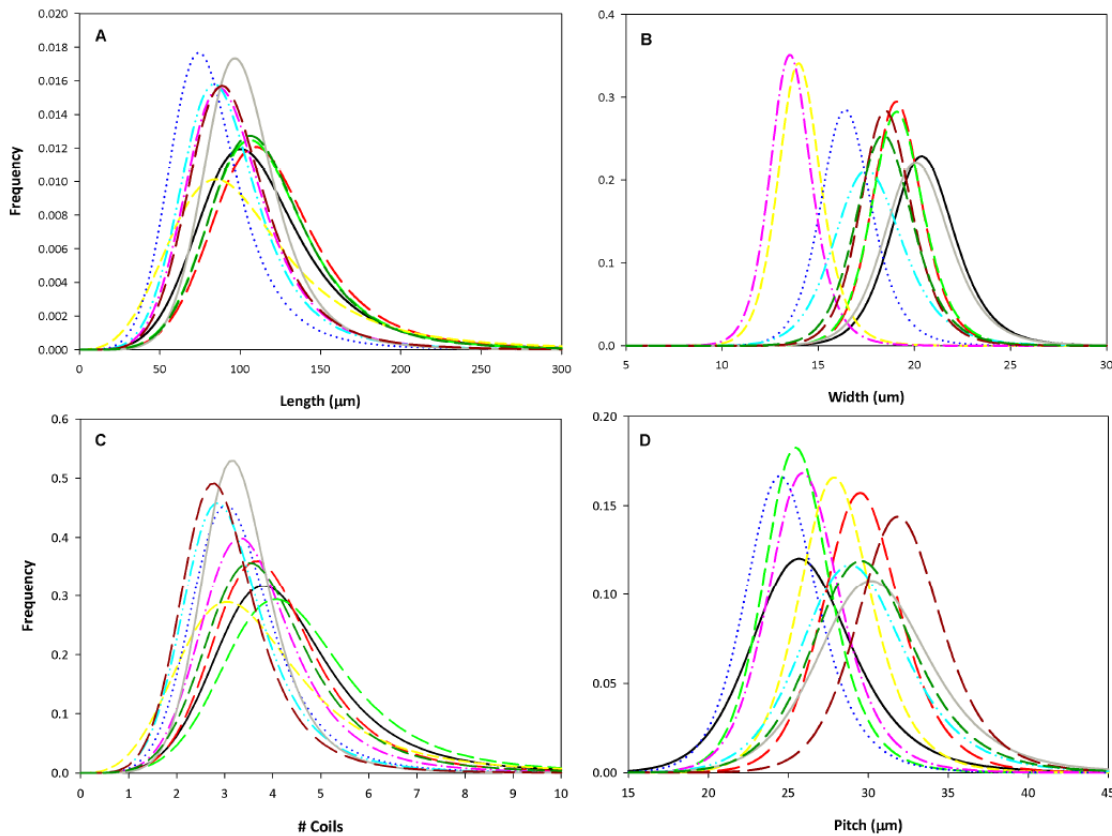 A
B
Frequency
0.020
0.018
0.016
0.014
0.012
0.010
0.008
0.006
0.004
0.002
0.000
0 50 100 150 200 250 300
Length (µm)
0.4
0.3
0.2
0.1
0.0
5 10 15 20 25 30
Width (um)
C
D
Frequency
0.6
0.5
0.4
0.3
0.2
0.1
0.0
0 1 2 3 4 5 6 7 8 9 10
# Coils
0.20
0.15
0.10
0.05
0.00
15 20 25 30 35 40 45
Pitch (µm)